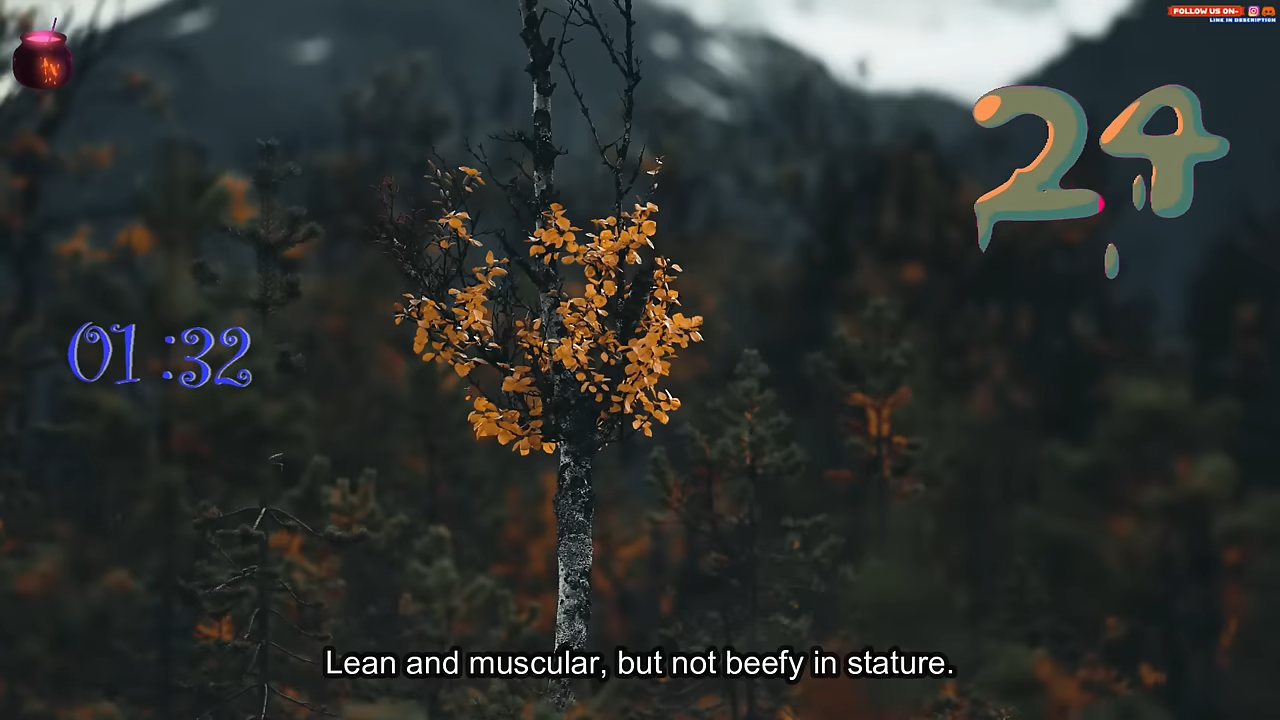 FOLLOW US ON-
LINK IN DESCRIPTION
24
01 :32
Lean and muscular, but not beefy in stature.